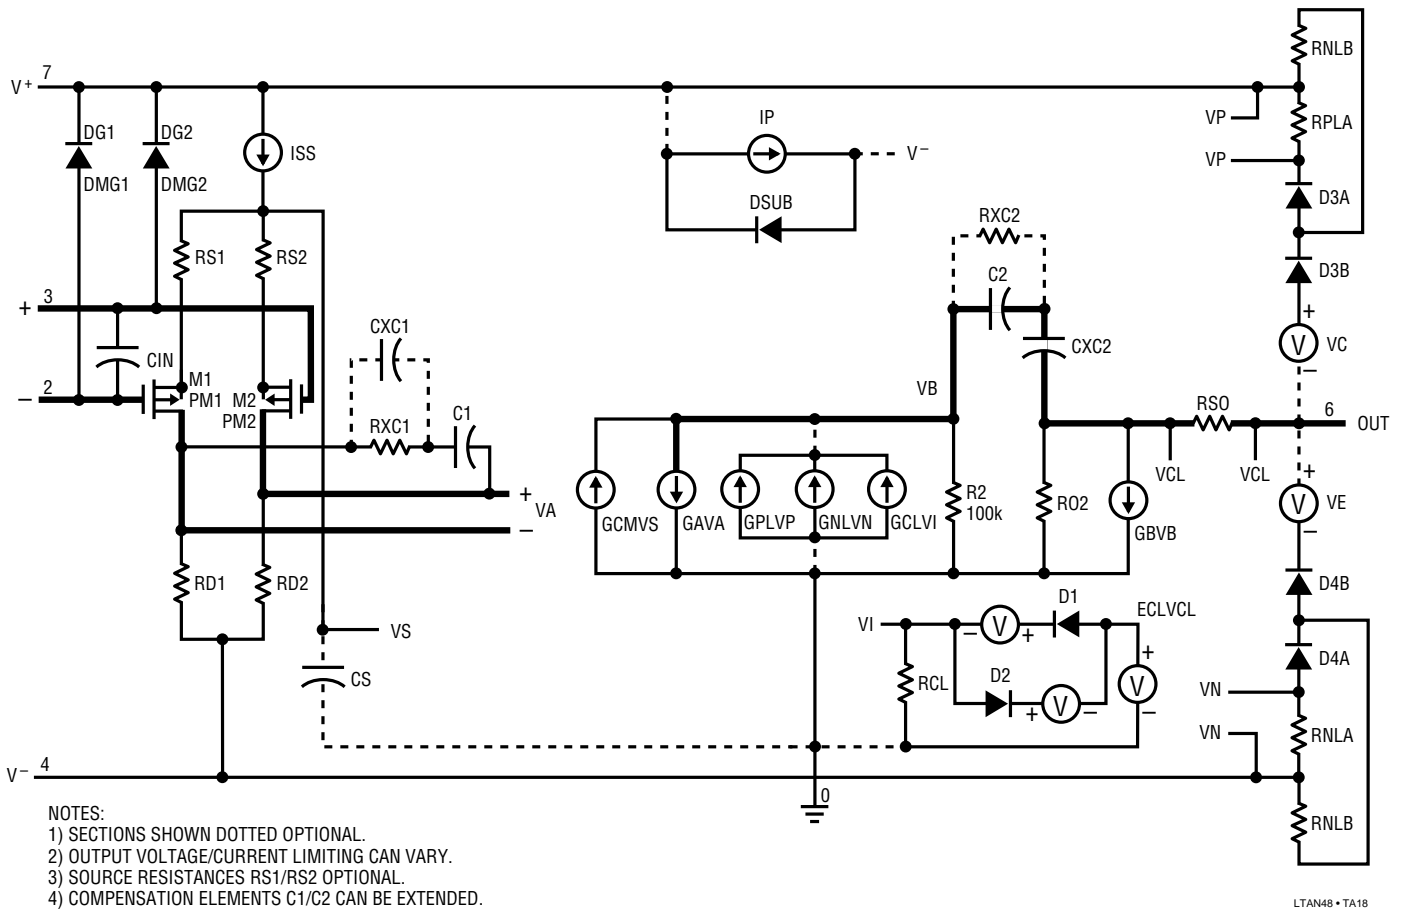 RNLB
V+ 7
DG1
DG2
ISS
IP
VP
RPLA
VP
V−
DMG1
DMG2
DSUB
D3A
RXC2
RS1
RS2
C2
D3B
+ 3
+
CXC1
CIN
CXC2
V
VC
−
− 2
M1
PM1
M2
PM2
VB
C1
RXC1
RSO
6
OUT
VCL
VCL
+
+
VA
−
GCMVS
GAVA
GPLVP
GNLVN
GCLVI
R2
100k
RO2
GBVB
V
VE
−
RD1
RD2
D4B
D1
ECLVCL
VS
VI
−
V
+
+
CS
RCL
D2
+
V
−
V
−
D4A
VN
VN
RNLA
V− 4
0
RNLB
NOTES:
1) SECTIONS SHOWN DOTTED OPTIONAL.
2) OUTPUT VOLTAGE/CURRENT LIMITING CAN VARY.
3) SOURCE RESISTANCES RS1/RS2 OPTIONAL.
4) COMPENSATION ELEMENTS C1/C2 CAN BE EXTENDED.
LTAN48 • TA18